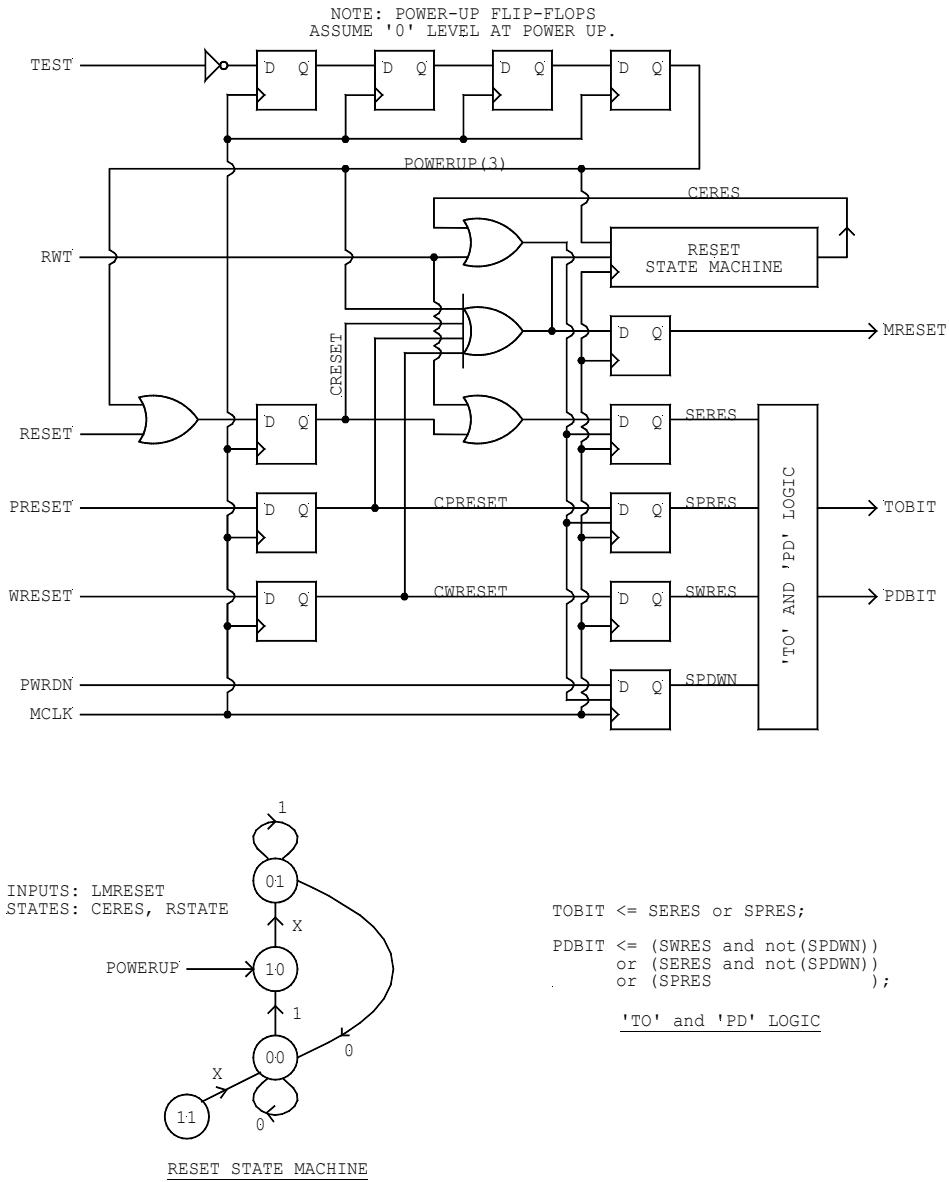 NOTE: POWER-UP FLIP-FLOPS
ASSUME '0' LEVEL AT POWER UP.
TEST
D Q
D Q
D Q
D Q
POWERUP(3)
CERES
RWT
RESET
STATE MACHINE
CRESET
D Q
MRESET
RESET
D Q
D Q
SERES
PRESET
D Q
CPRESET
D Q
SPRES
TOBIT
WRESET
D Q
CWRESET
D Q
SWRES
PDBIT
'TO' AND 'PD' LOGIC
PWRDN
D Q
SPDWN
MCLK
1
01
INPUTS: LMRESET
STATES: CERES, RSTATE
X
POWERUP
10
1
00
0
X
11
0
RESET STATE MACHINE
TOBIT <= SERES or SPRES;
PDBIT <= (SWRES and not(SPDWN))
or (SERES and not(SPDWN))
or (SPRES );
'TO' and 'PD' LOGIC